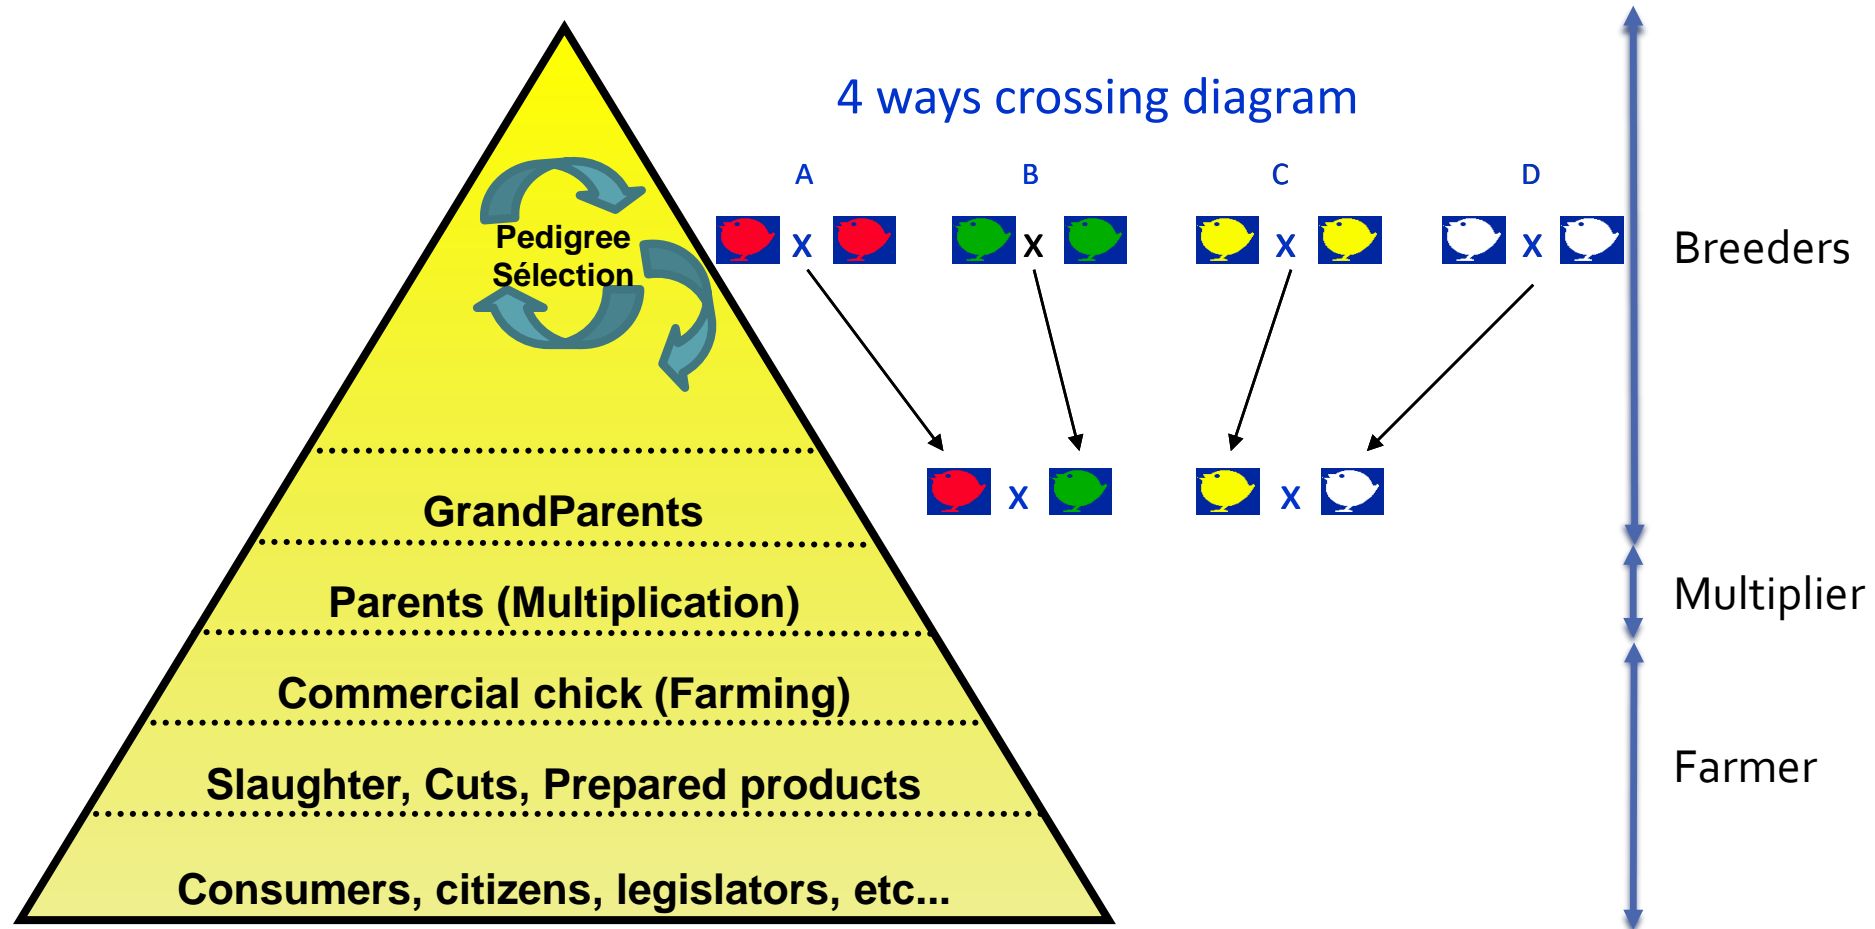 4 ways crossing diagram
A B C D
Pedigree
Sélection
X X X X
Breeders
GrandParents
X X
Parents (Multiplication)
Multiplier
Commercial chick (Farming)
Slaughter, Cuts, Prepared products
Farmer
Consumers, citizens, legislators, etc...